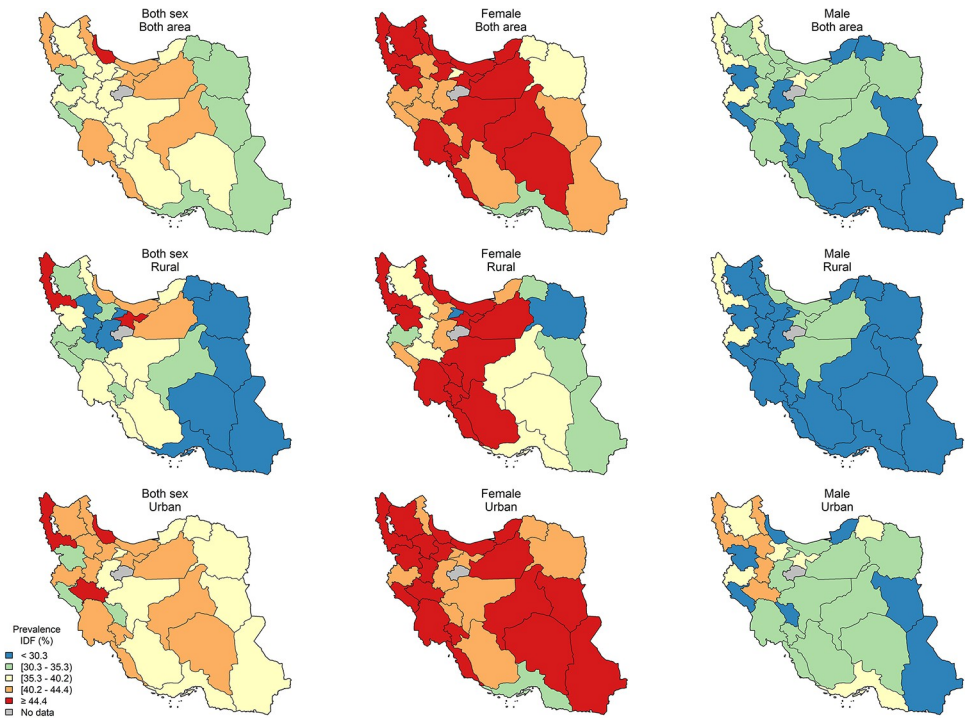 Both sex
Both area
Female
Both area
Male
Both area
Both sex
Rural
Female
Rural
Male
Rural
Both sex
Urban
Female
Urban
Male
Urban
Prevalence
IDF (%)
< 30.3
[30.3 - 35.3)
[35.3 - 40.2)
[40.2 - 44.4)
≥ 44.4
No data